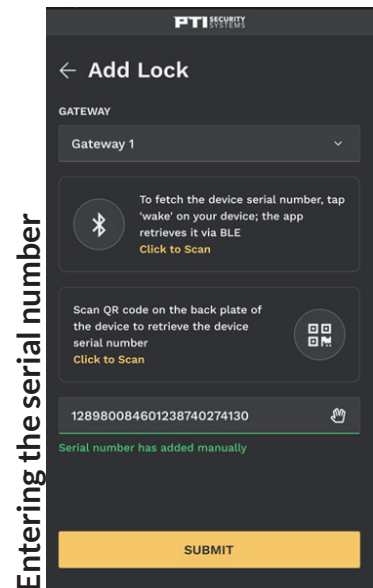 PTI SECURITY SYSTEMS
← Add Lock
GATEWAY
Gateway 1
To fetch the device serial number, tap
'wake' on your device; the app
retrieves it via BLE
Click to Scan
Scan QR code on the back plate of
the device to retrieve the device
serial number
Click to Scan
128980084601238740274130
Serial number has added manually
SUBMIT
Entering the serial number